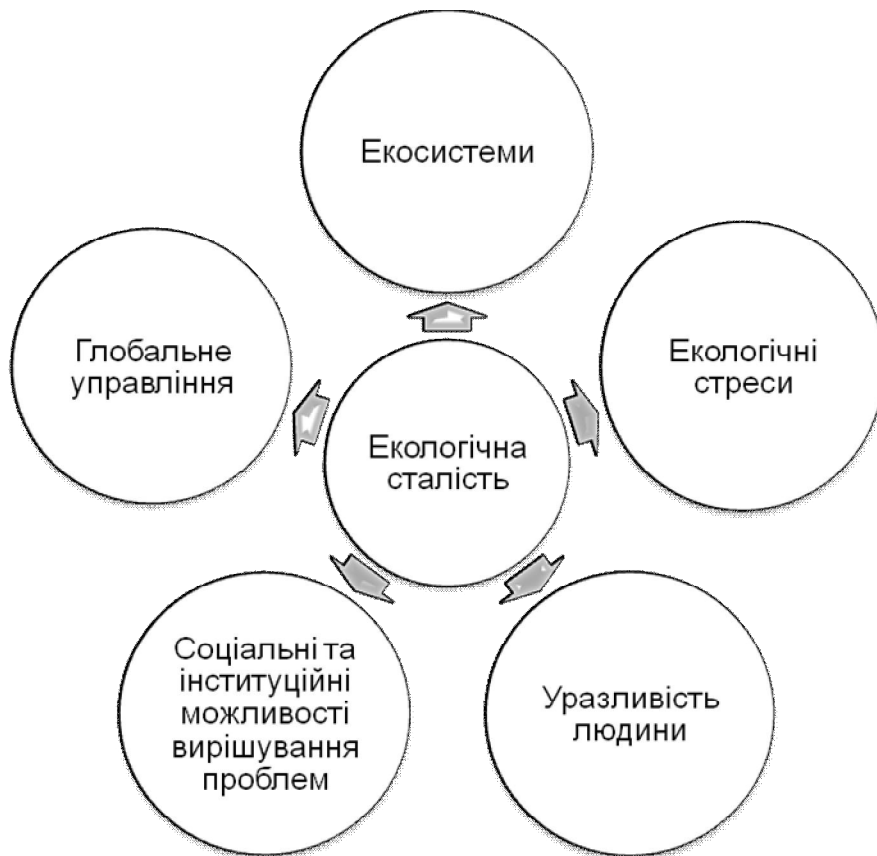 Екосистеми
Глобальне
управління
Екологічні
стреси
Екологічна
сталість
Соціальні та
інституційні
можливості
вирішування
проблем
Уразливість
людини